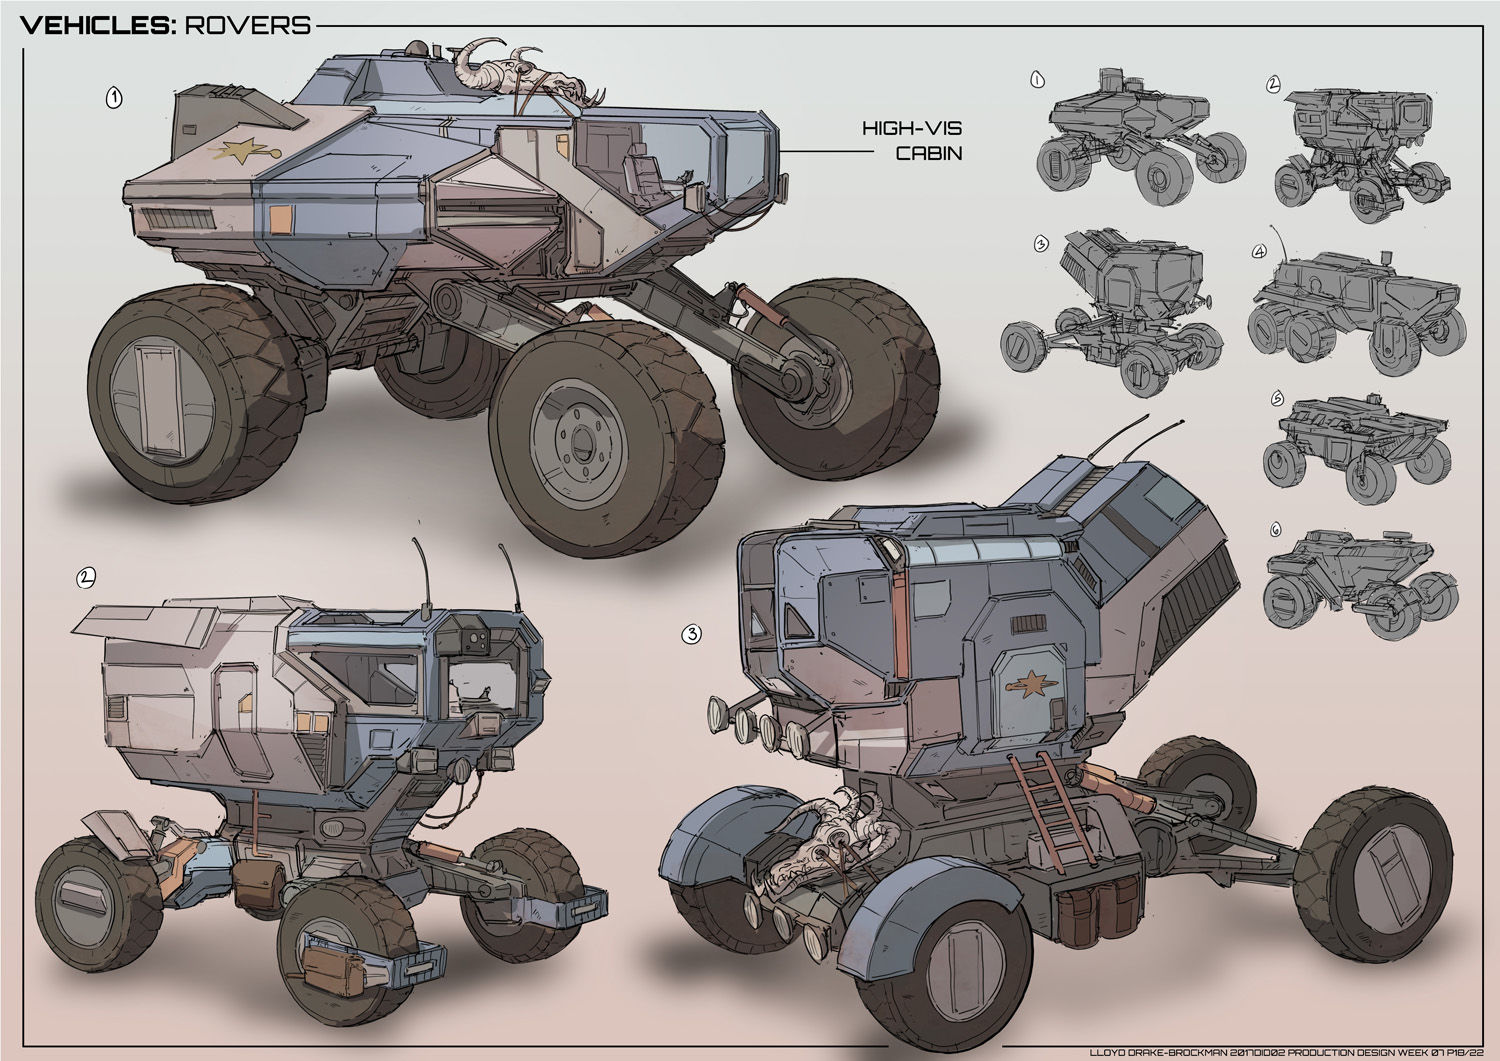 VEHICLES: ROVERS
1
HIGH-VIS
CABIN
1
2
3
4
5
6
2
3
LLOYD DRAKE-BROCKMAN 2017DID02 PRODUCTION DESIGN WEEK 07 P18/22